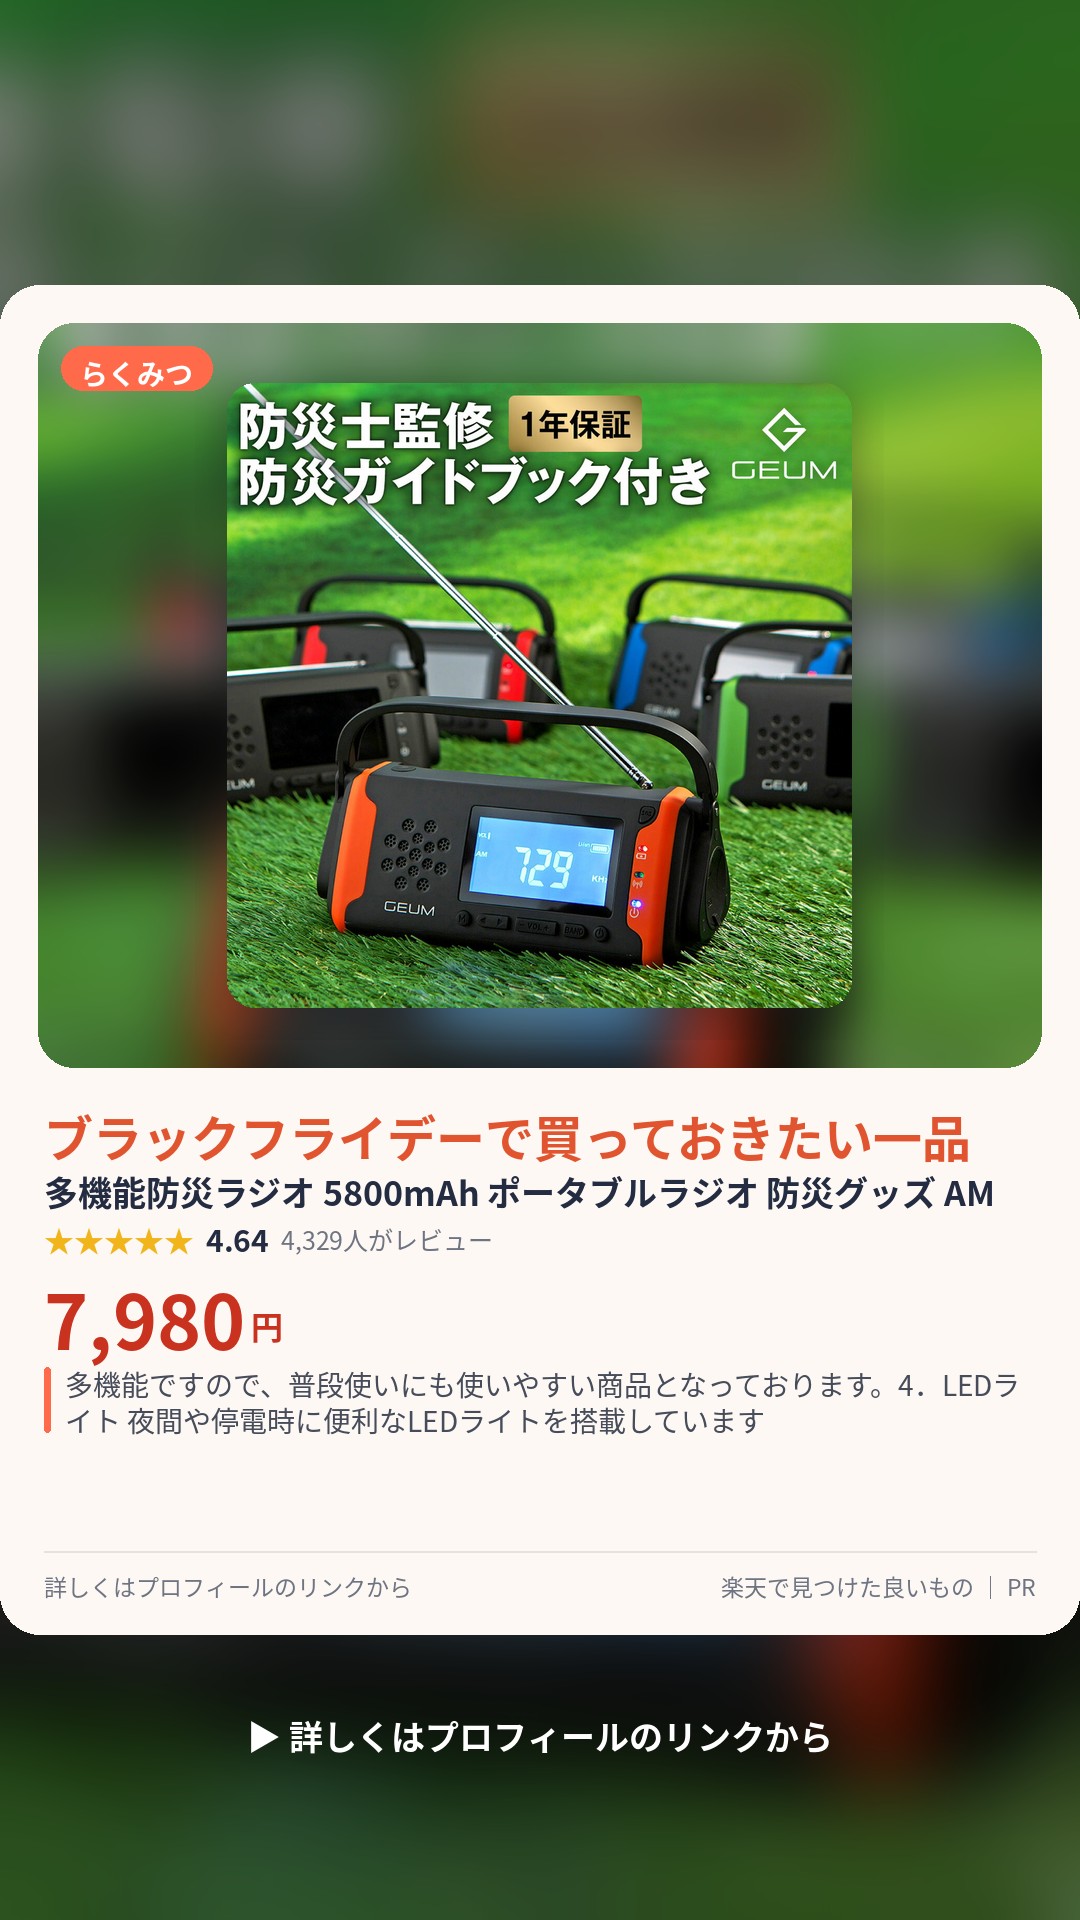 らくみつ
防災士監修 1年保証
防災ガイドブック付き
GEUM
GEUM
GEUM
AM 729 KHz
GEUM
VOL
BAND
ブラックフライデーで買っておきたい一品
多機能防災ラジオ 5800mAh ポータブルラジオ 防災グッズ AM
★★★★★ 4.64 4,329人がレビュー
7,980円
多機能ですので、普段使いにも使いやすい商品となっております。4．LEDラ
イト 夜間や停電時に便利なLEDライトを搭載しています
詳しくはプロフィールのリンクから
楽天で見つけた良いもの｜PR
▶ 詳しくはプロフィールのリンクから